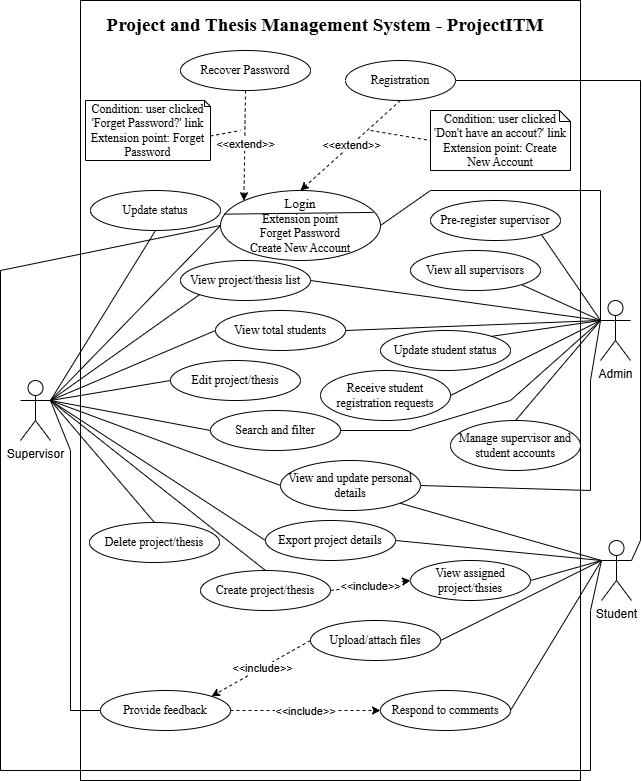 Project and Thesis Management System - ProjectITM
Recover Password
Registration
Condition: user clicked
'Forget Password?' link
Extension point: Forget
Password
<<extend>>
<<extend>>
Condition: user clicked
'Don't have an accout?' link
Extension point: Create
New Account
Login
Extension point
Forget Password
Create New Account
Update status
Pre-register supervisor
View all supervisors
View project/thesis list
View total students
Update student status
Admin
Edit project/thesis
Receive student
registration requests
Search and filter
Manage supervisor and
student accounts
Supervisor
View and update personal
details
Delete project/thesis
Export project details
View assigned
project/thsies
Create project/thesis
<<include>>
Student
Upload/attach files
<<include>>
Provide feedback
<<include>>
Respond to comments